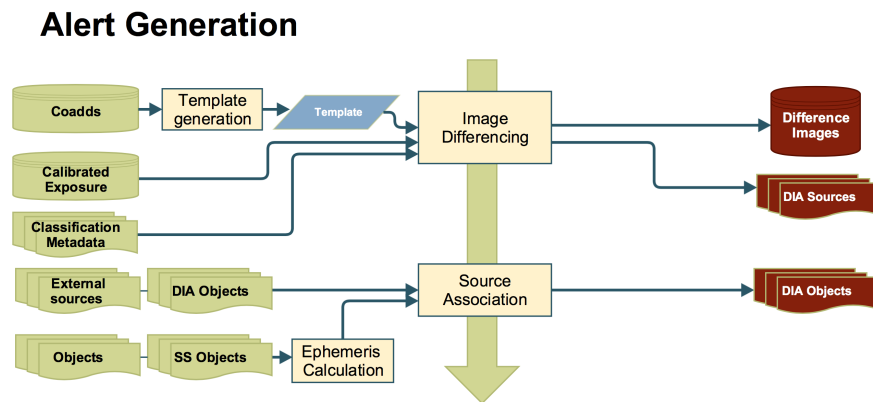 Alert Generation
Coadds
Template
generation
Template
Image
Differencing
Difference
Images
Calibrated
Exposure
DIA Sources
Classification
Metadata
External
sources
DIA Objects
Source
Association
DIA Objects
Objects
SS Objects
Ephemeris
Calculation